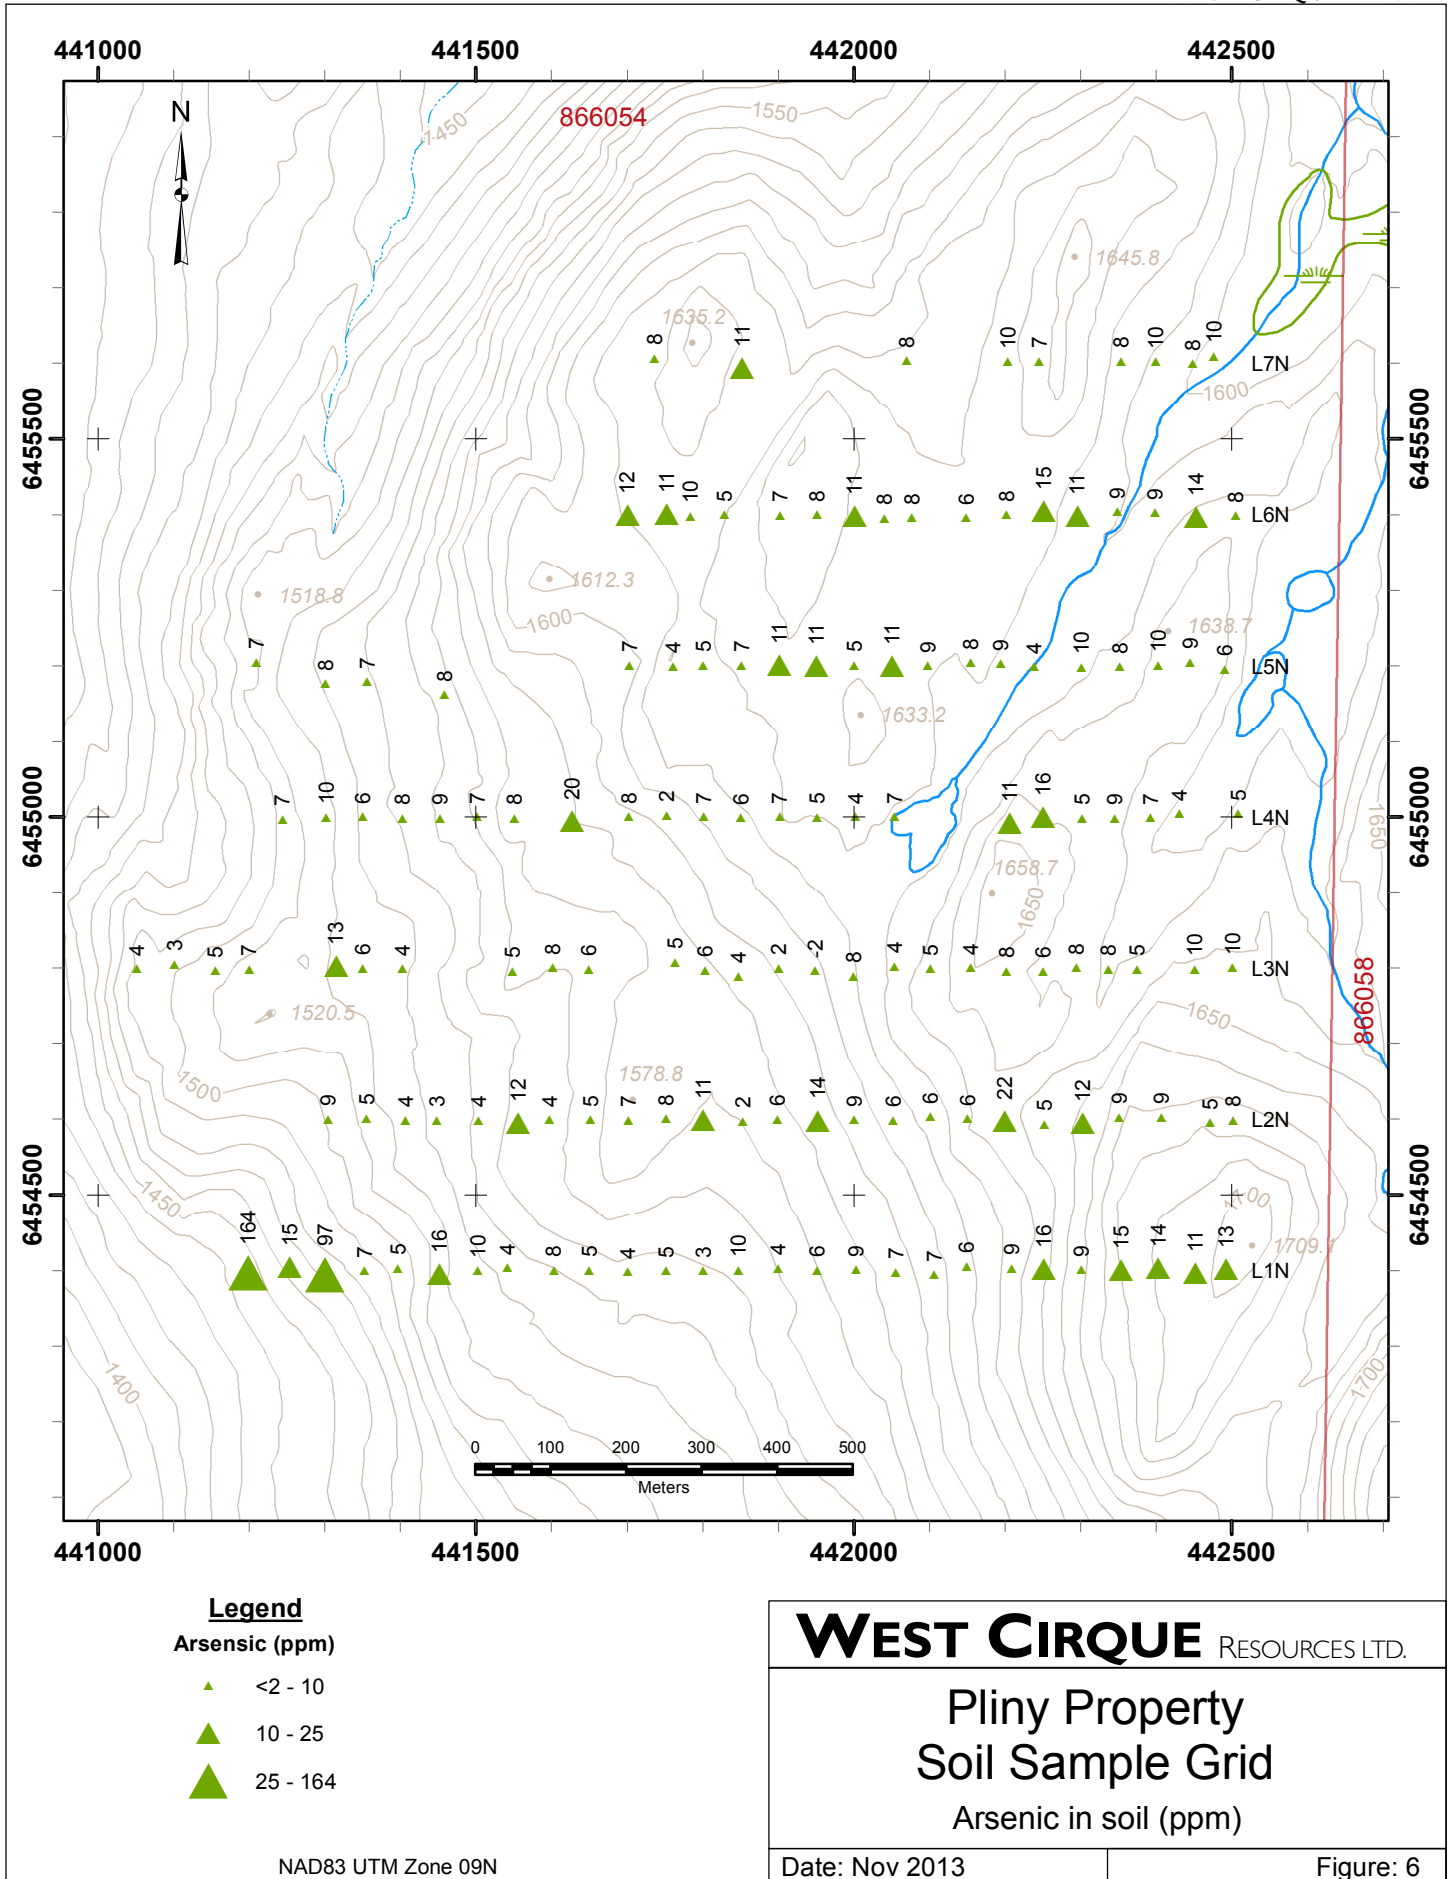 441000 441500 442000 442500
N
866054
1450
1550
1645.8
1635.2
8 11 8 10 7 8 10 8 10 L7N
1600
6455500 6455500
12 11 10 5 7 8 11 8 8 6 8 15 11 9 9 14 8 L6N
1612.3
1518.8
1600
1638.7
7 8 7 8 7 4 5 7 11 11 5 11 9 8 9 4 10 8 10 9 6 L5N
1633.2
6455000 6455000
7 10 6 8 9 7 8 20 8 2 7 6 7 5 4 7 11 16 5 9 7 4 5 L4N
1650
1658.7
1650
4 3 5 7 13 6 4 5 8 6 5 6 4 2 -2 8 4 5 4 8 6 8 8 5 10 10 L3N
866058
1520.5
1650
1500
1578.8
9 5 4 3 4 12 4 5 7 8 11 2 6 14 9 6 6 6 22 5 12 9 9 5 8 L2N
6454500 6454500
1450
1700
1709.1
164 15 97 7 5 16 10 4 8 5 4 5 3 10 4 6 9 7 7 6 9 16 9 15 14 11 13 L1N
1400
1700
0 100 200 300 400 500
Meters
441000 441500 442000 442500
Legend
Arsensic (ppm)
<2 - 10
10 - 25
25 - 164
NAD83 UTM Zone 09N
WEST CIRQUE RESOURCES LTD.
Pliny Property
Soil Sample Grid
Arsenic in soil (ppm)
Date: Nov 2013 Figure: 6